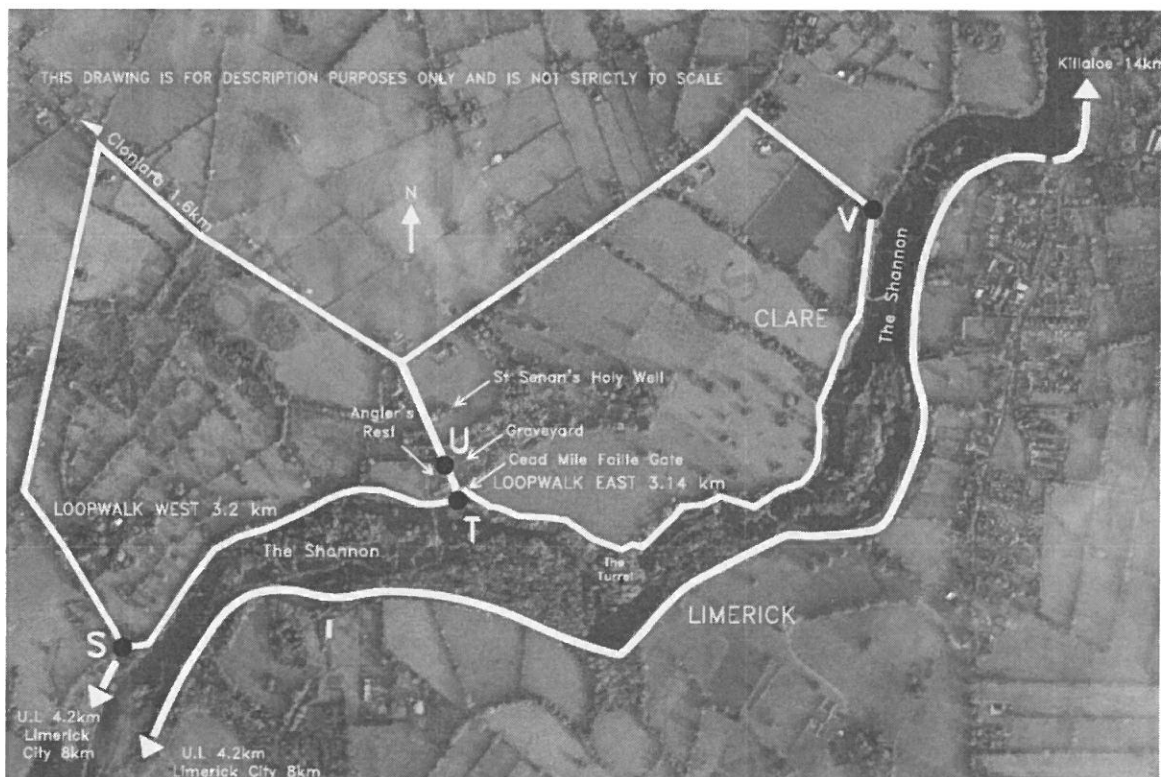 THIS DRAWING IS FOR DESCRIPTION PURPOSES ONLY AND IS NOT STRICTLY TO SCALE
Killaloe 14km
Clonlara 1.6km
N
V
The Shannon
CLARE
St Senan's Holy Well
Angler's
Rest
U
Graveyard
Cead Mile Failte Gate
LOOPWALK EAST 3.14 km
LOOPWALK WEST 3.2 km
T
The Shannon
The
Turret
LIMERICK
S
U.L 4.2km
Limerick
City 8km
U.L 4.2km
Limerick City 8km